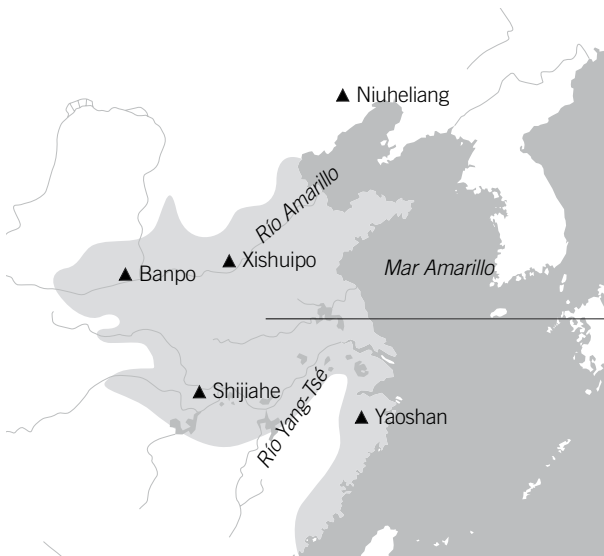 ▲ Niuheliang
Río Amarillo
▲ Xishuipo
▲ Banpo
Mar Amarillo
▲ Shijiahe
Río Yang-Tsé
▲ Yaoshan